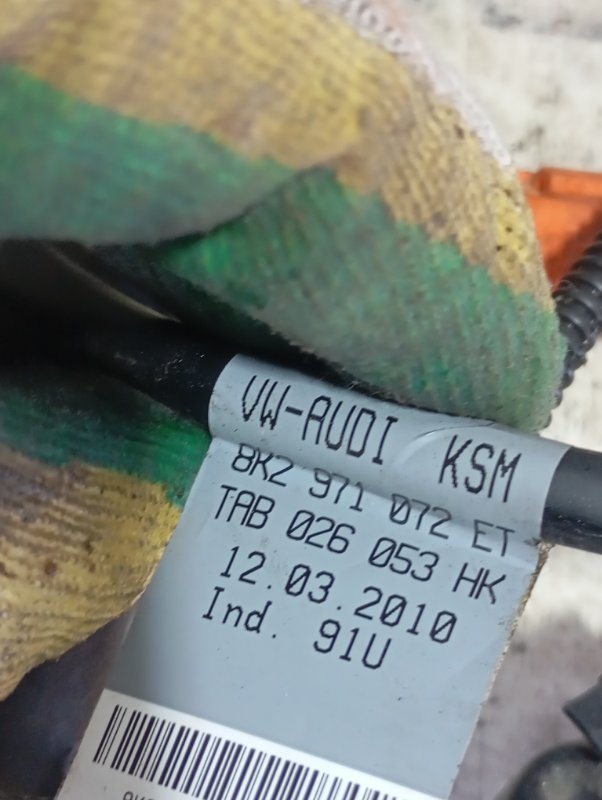 VW-AUDI KSM
8K2 971 072 ET
TAB 026 053 HK
12.03.2010
Ind. 91U